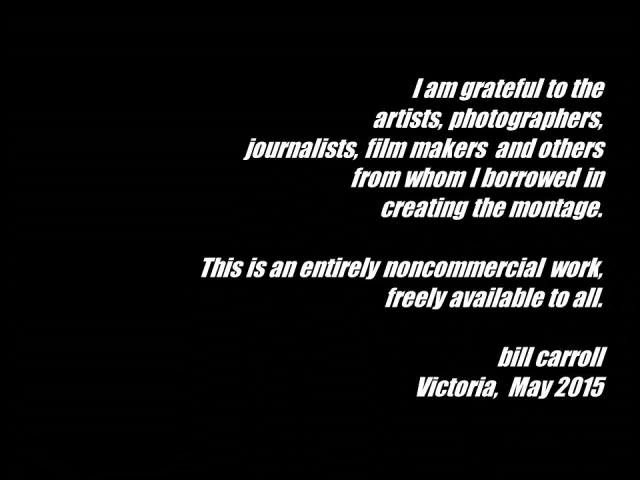 I am grateful to the
artists, photographers,
journalists, film makers and others
from whom I borrowed in
creating the montage.
This is an entirely noncommercial work,
freely available to all.
bill carroll
Victoria, May 2015